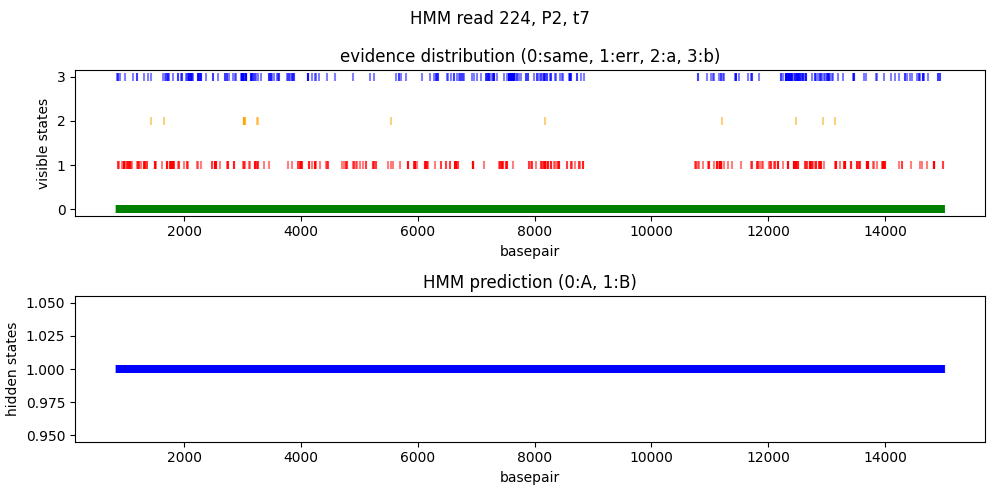 HMM read 224, P2, t7
evidence distribution (0:same, 1:err, 2:a, 3:b)
visible states
3
2
1
0
2000 4000 6000 8000 10000 12000 14000
basepair
HMM prediction (0:A, 1:B)
hidden states
1.050
1.025
1.000
0.975
0.950
2000 4000 6000 8000 10000 12000 14000
basepair